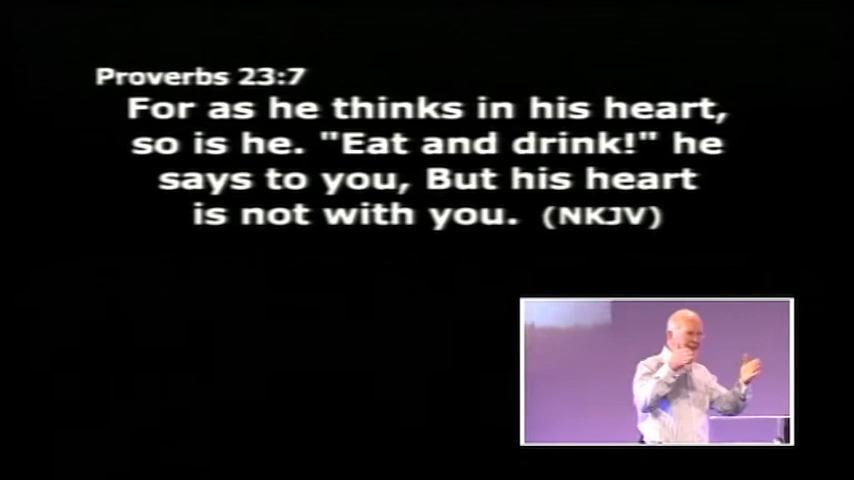 Proverbs 23:7
For as he thinks in his heart,
so is he. "Eat and drink!" he
says to you, But his heart
is not with you. (NKJV)